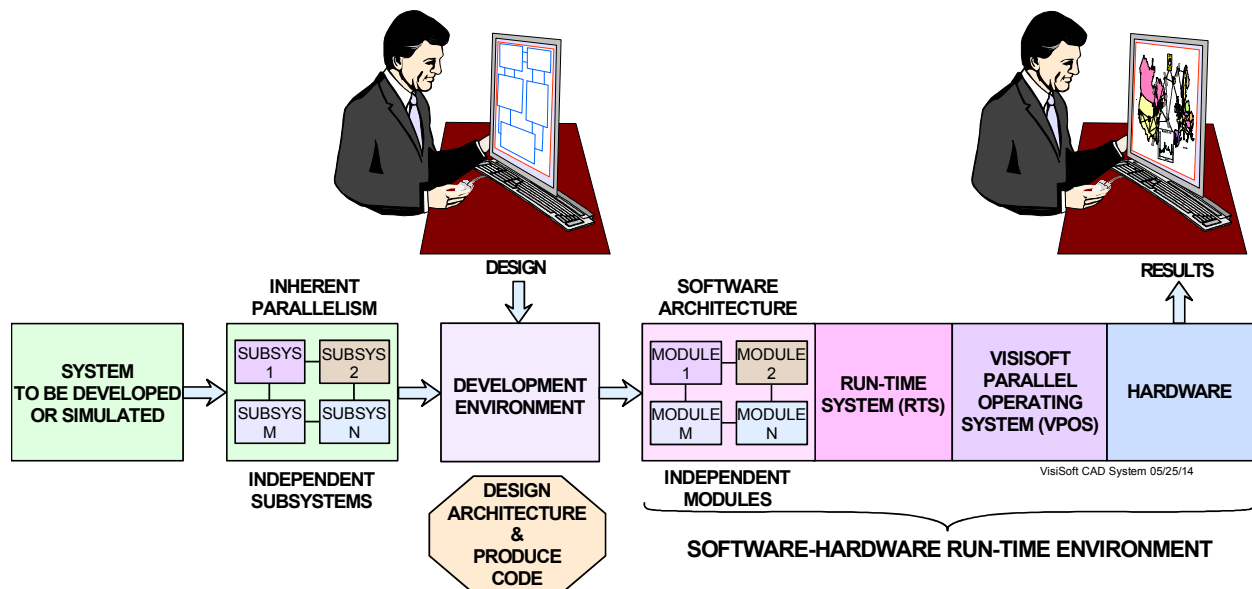 DESIGN
RESULTS
INHERENT
PARALLELISM
SOFTWARE
ARCHITECTURE
SYSTEM
TO BE DEVELOPED
OR SIMULATED
SUBSYS
1
SUBSYS
2
SUBSYS
M
SUBSYS
N
DEVELOPMENT
ENVIRONMENT
MODULE
1
MODULE
2
MODULE
M
MODULE
N
RUN-TIME
SYSTEM (RTS)
VISISOFT
PARALLEL
OPERATING
SYSTEM (VPOS)
HARDWARE
INDEPENDENT
SUBSYSTEMS
INDEPENDENT
MODULES
VisiSoft CAD System 05/25/14
DESIGN
ARCHITECTURE
&
PRODUCE
CODE
SOFTWARE-HARDWARE RUN-TIME ENVIRONMENT